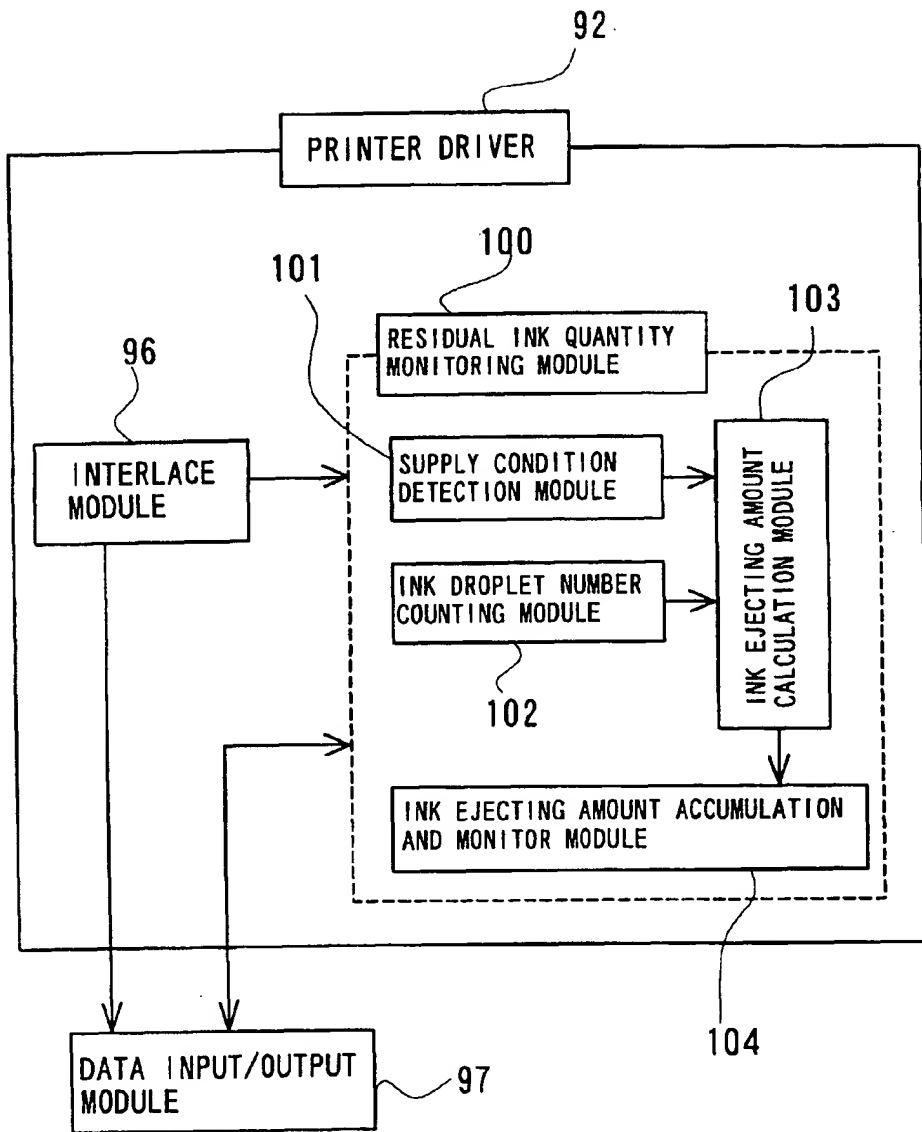 92
PRINTER DRIVER
100
101
RESIDUAL INK QUANTITY
MONITORING MODULE
103
96
INTERLACE
MODULE
SUPPLY CONDITION
DETECTION MODULE
INK EJECTING AMOUNT
CALCULATION MODULE
INK DROPLET NUMBER
COUNTING MODULE
102
INK EJECTING AMOUNT ACCUMULATION
AND MONITOR MODULE
104
DATA INPUT/OUTPUT
MODULE
97